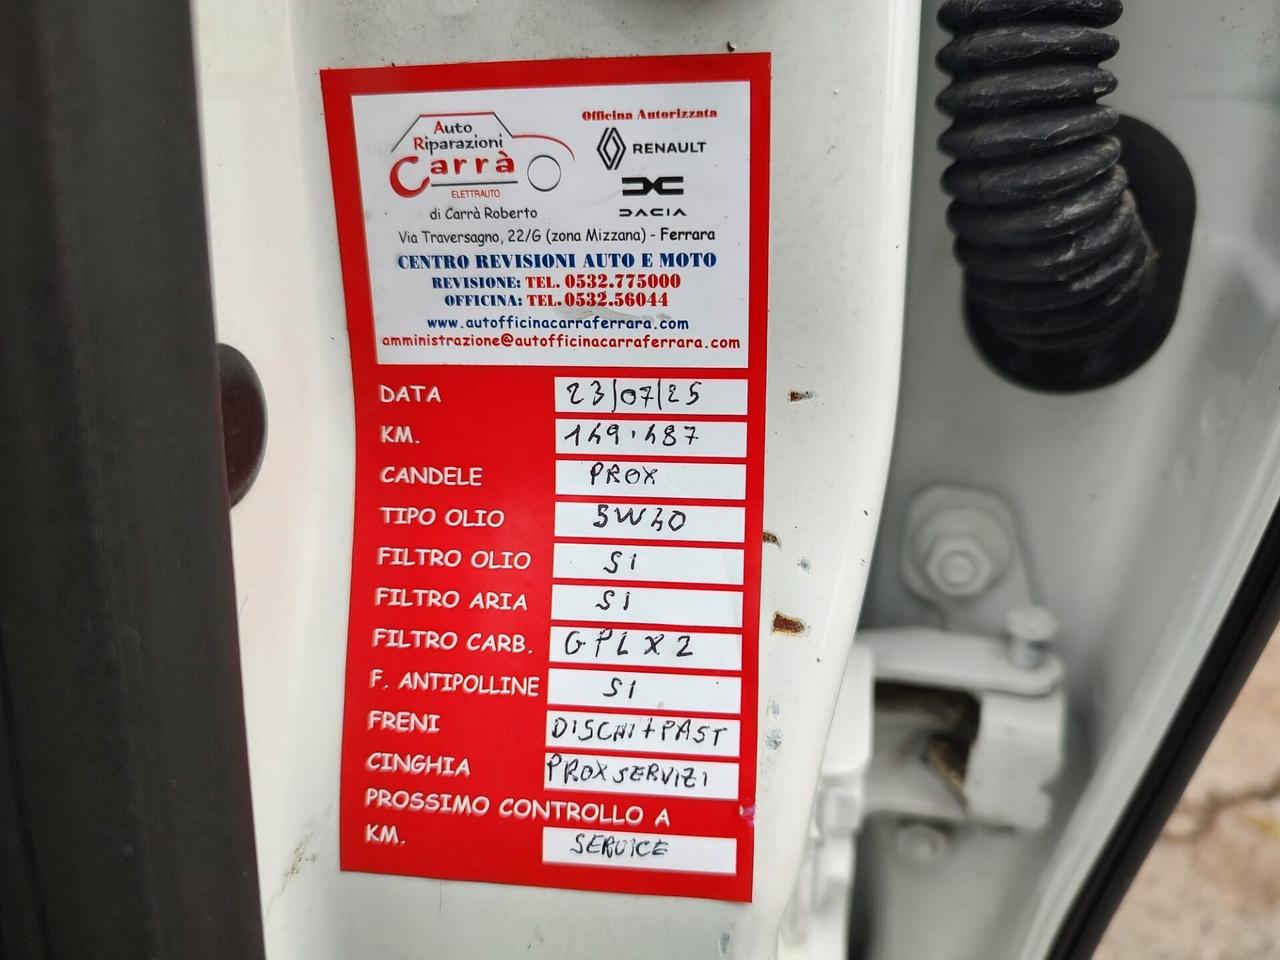 Auto
Riparazioni
Carrà
ELETTRAUTO
di Carrà Roberto
Officina Autorizzata
RENAULT
DACIA
Via Traversagno, 22/G (zona Mizzana) - Ferrara
CENTRO REVISIONI AUTO E MOTO
REVISIONE: TEL. 0532.775000
OFFICINA: TEL. 0532.56044
www.autofficinacarraferrara.com
amministrazione@autofficinacarraferrara.com
DATA 23/07/25
KM. 149.487
CANDELE PROX
TIPO OLIO 5W40
FILTRO OLIO SI
FILTRO ARIA SI
FILTRO CARB. GPL X 2
F. ANTIPOLLINE SI
FRENI DISCHI+PAST
CINGHIA PROX SERVIZI
PROSSIMO CONTROLLO A
KM. SERVICE